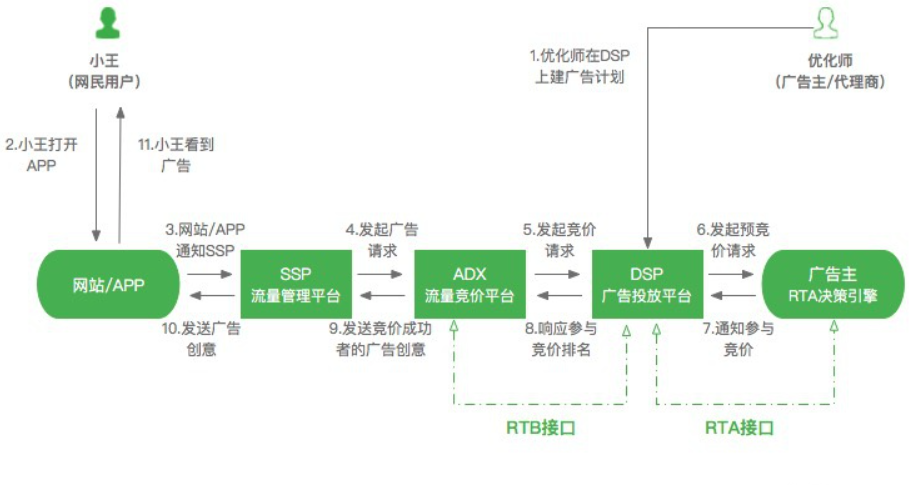 小王
（网民用户）
优化师
（广告主/代理商）
1.优化师在DSP
上建广告计划
2.小王打开
APP
11.小王看到
广告
3.网站/APP
通知SSP
4.发起广告
请求
5.发起竞价
请求
6.发起预竞
价请求
网站/APP
SSP
流量管理平台
ADX
流量竞价平台
DSP
广告投放平台
广告主
RTA决策引擎
10.发送广告
创意
9.发送竞价成功
者的广告创意
8.响应参与
竞价排名
7.通知参与
竞价
RTB接口
RTA接口